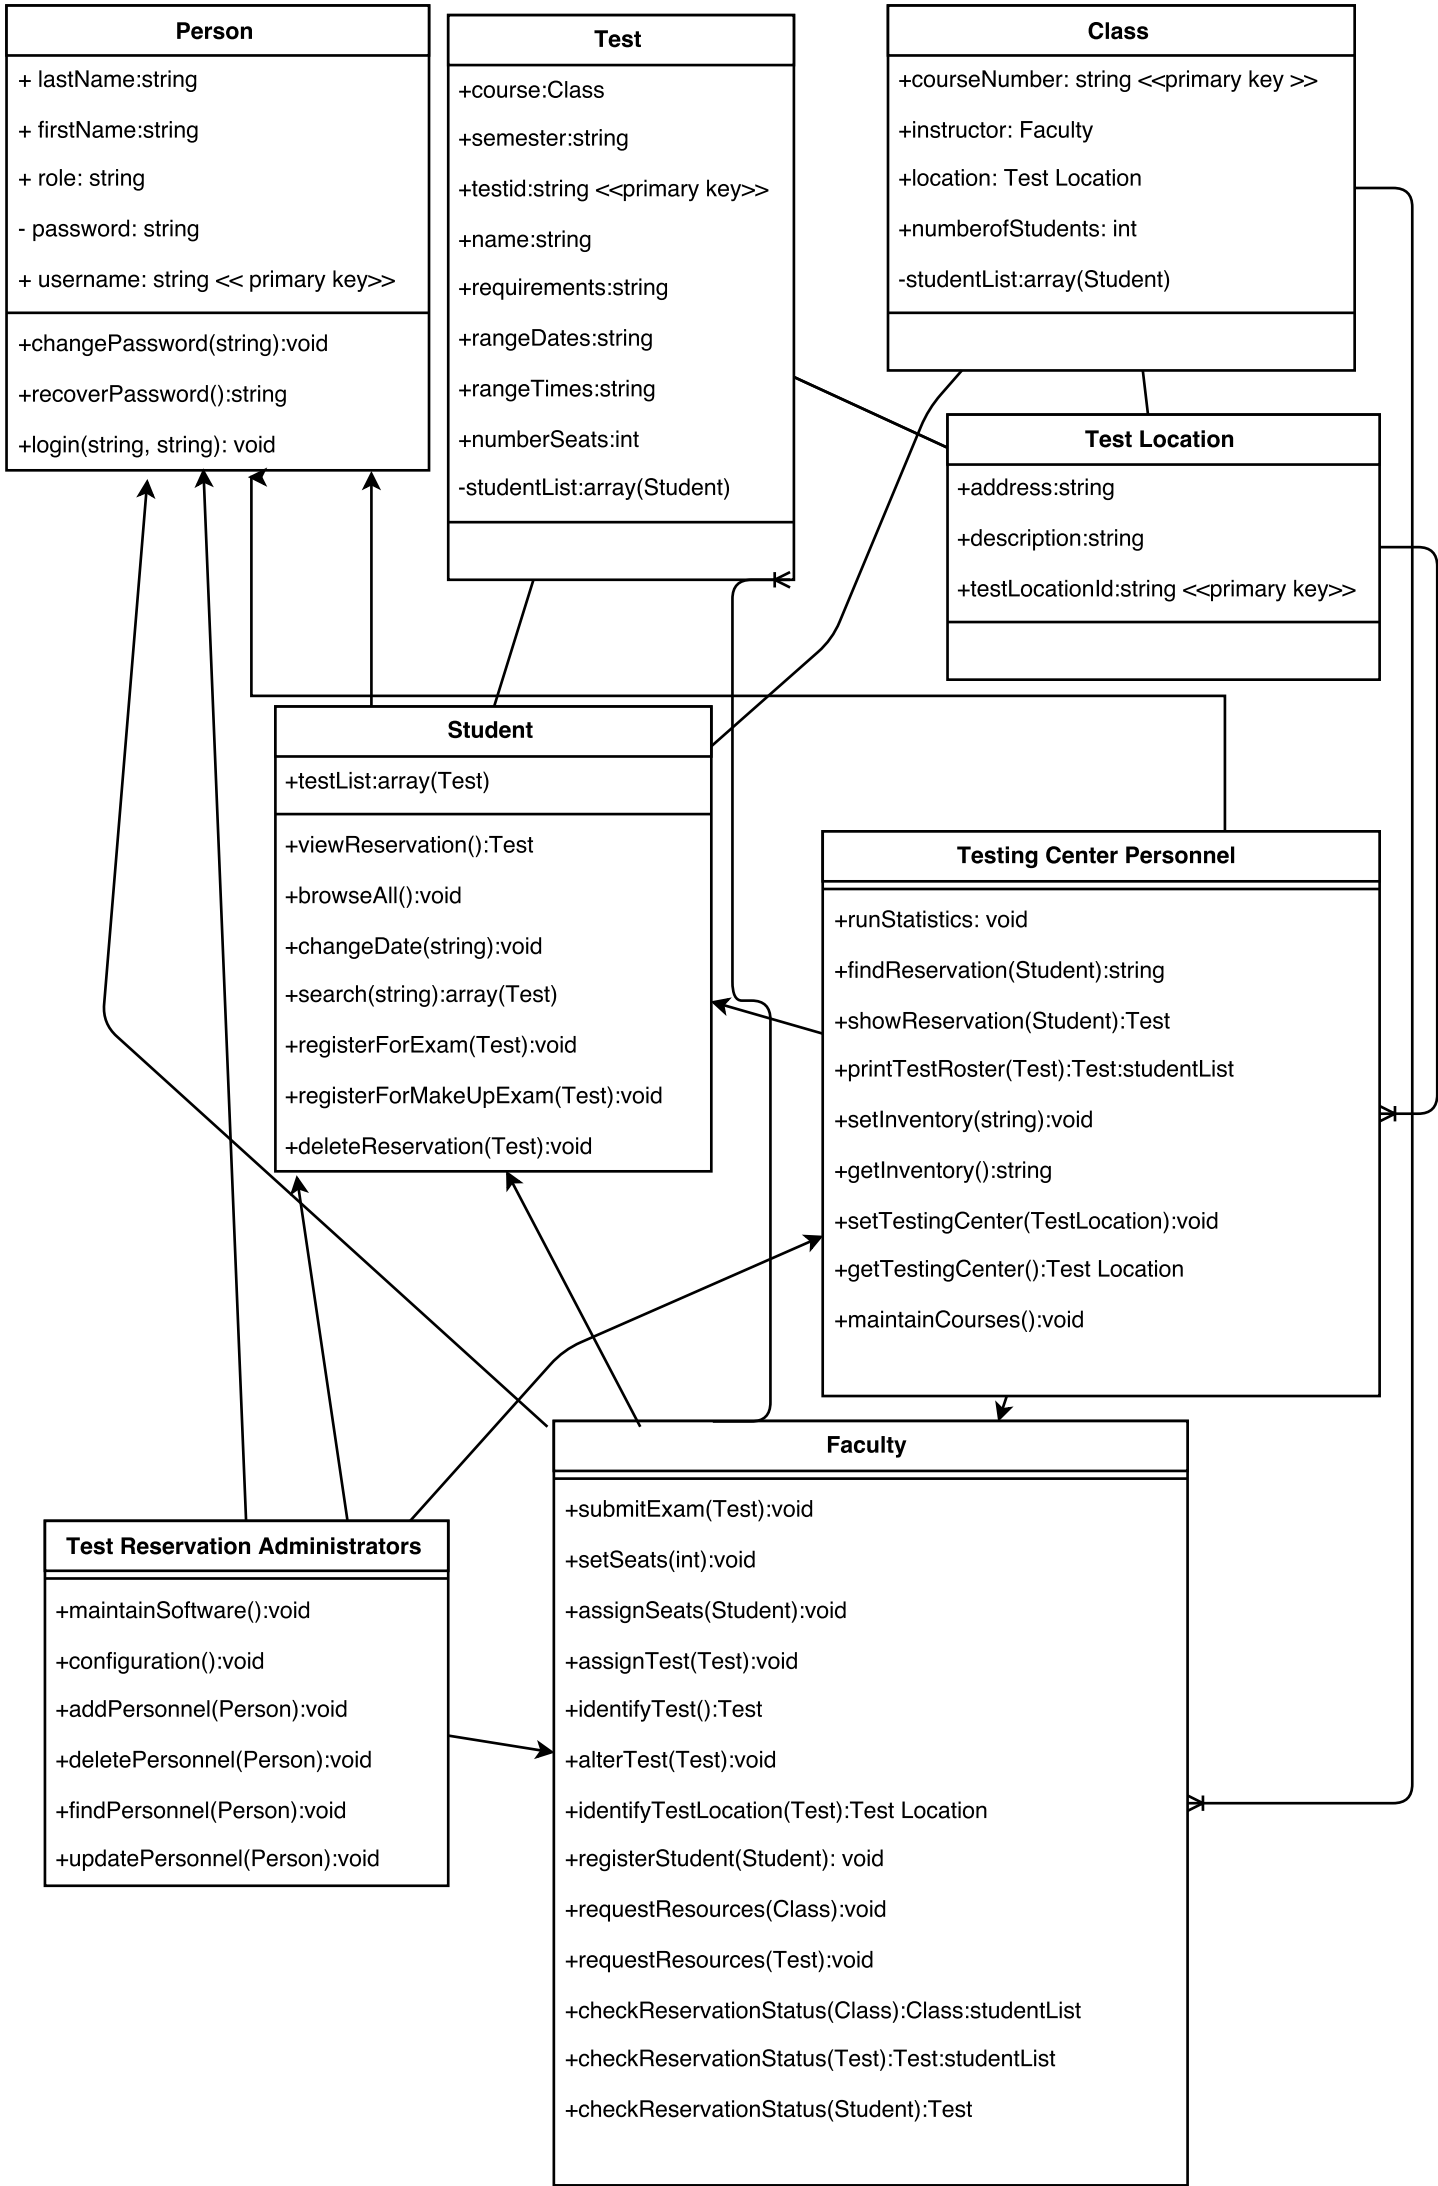 Person
+ lastName:string
+ firstName:string
+ role: string
- password: string
+ username: string << primary key>>
+changePassword(string):void
+recoverPassword():string
+login(string, string): void
Test
+course:Class
+semester:string
+testid:string <<primary key>>
+name:string
+requirements:string
+rangeDates:string
+rangeTimes:string
+numberSeats:int
-studentList:array(Student)
Class
+courseNumber: string <<primary key >>
+instructor: Faculty
+location: Test Location
+numberofStudents: int
-studentList:array(Student)
Test Location
+address:string
+description:string
+testLocationId:string <<primary key>>
Student
+testList:array(Test)
+viewReservation():Test
+browseAll():void
+changeDate(string):void
+search(string):array(Test)
+registerForExam(Test):void
+registerForMakeUpExam(Test):void
+deleteReservation(Test):void
Testing Center Personnel
+runStatistics: void
+findReservation(Student):string
+showReservation(Student):Test
+printTestRoster(Test):Test:studentList
+setInventory(string):void
+getInventory():string
+setTestingCenter(TestLocation):void
+getTestingCenter():Test Location
+maintainCourses():void
Test Reservation Administrators
+maintainSoftware():void
+configuration():void
+addPersonnel(Person):void
+deletePersonnel(Person):void
+findPersonnel(Person):void
+updatePersonnel(Person):void
Faculty
+submitExam(Test):void
+setSeats(int):void
+assignSeats(Student):void
+assignTest(Test):void
+identifyTest():Test
+alterTest(Test):void
+identifyTestLocation(Test):Test Location
+registerStudent(Student): void
+requestResources(Class):void
+requestResources(Test):void
+checkReservationStatus(Class):Class:studentList
+checkReservationStatus(Test):Test:studentList
+checkReservationStatus(Student):Test